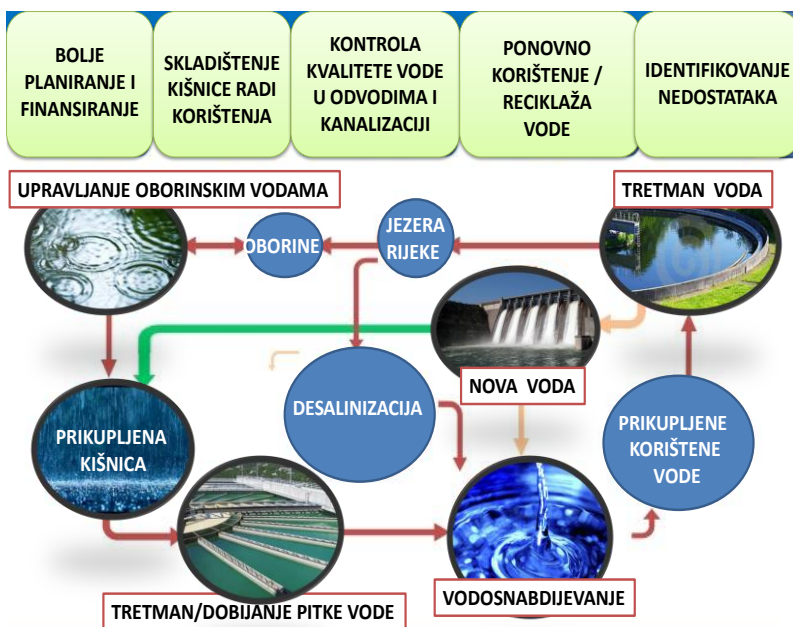 BOLJE
PLANIRANJE I
FINANSIRANJE
SKLADIŠTENJE
KIŠNICE RADI
KORIŠTENJA
KONTROLA
KVALITETE VODE
U ODVODIMA I
KANALIZACIJI
PONOVNO
KORIŠTENJE /
RECIKLAŽA
VODE
IDENTIFIKOVANJE
NEDOSTATAKA
UPRAVLJANJE OBORINSKIM VODAMA
TRETMAN VODA
OBORINE
JEZERA
RIJEKE
NOVA VODA
DESALINIZACIJA
PRIKUPLJENA
KIŠNICA
PRIKUPLJENE
KORIŠTENE
VODE
TRETMAN/DOBIJANJE PITKE VODE
VODOSNABDIJEVANJE